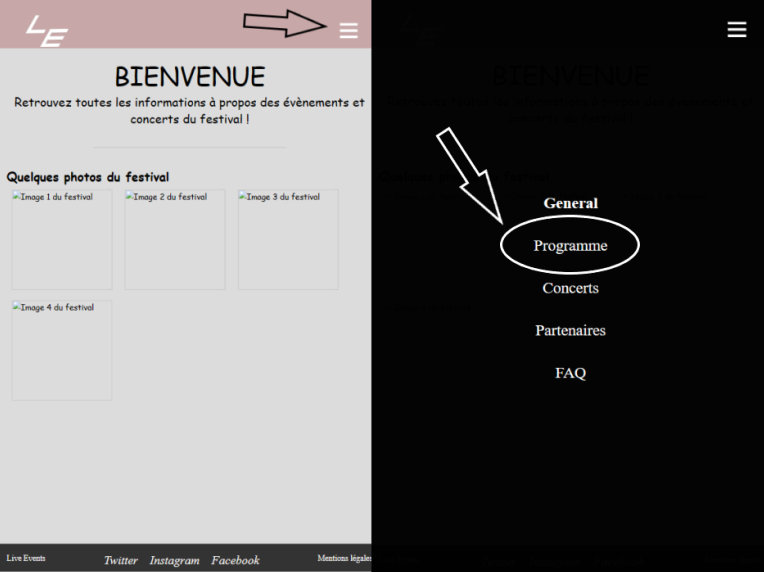 LE
BIENVENUE
Retrouvez toutes les informations à propos des évènements et
concerts du festival !
Quelques photos du festival
Image 1 du festival
Image 2 du festival
Image 3 du festival
Image 4 du festival
Live Events
Twitter Instagram Facebook
Mentions légales
BIENVENUE
General
Programme
Concerts
Partenaires
FAQ